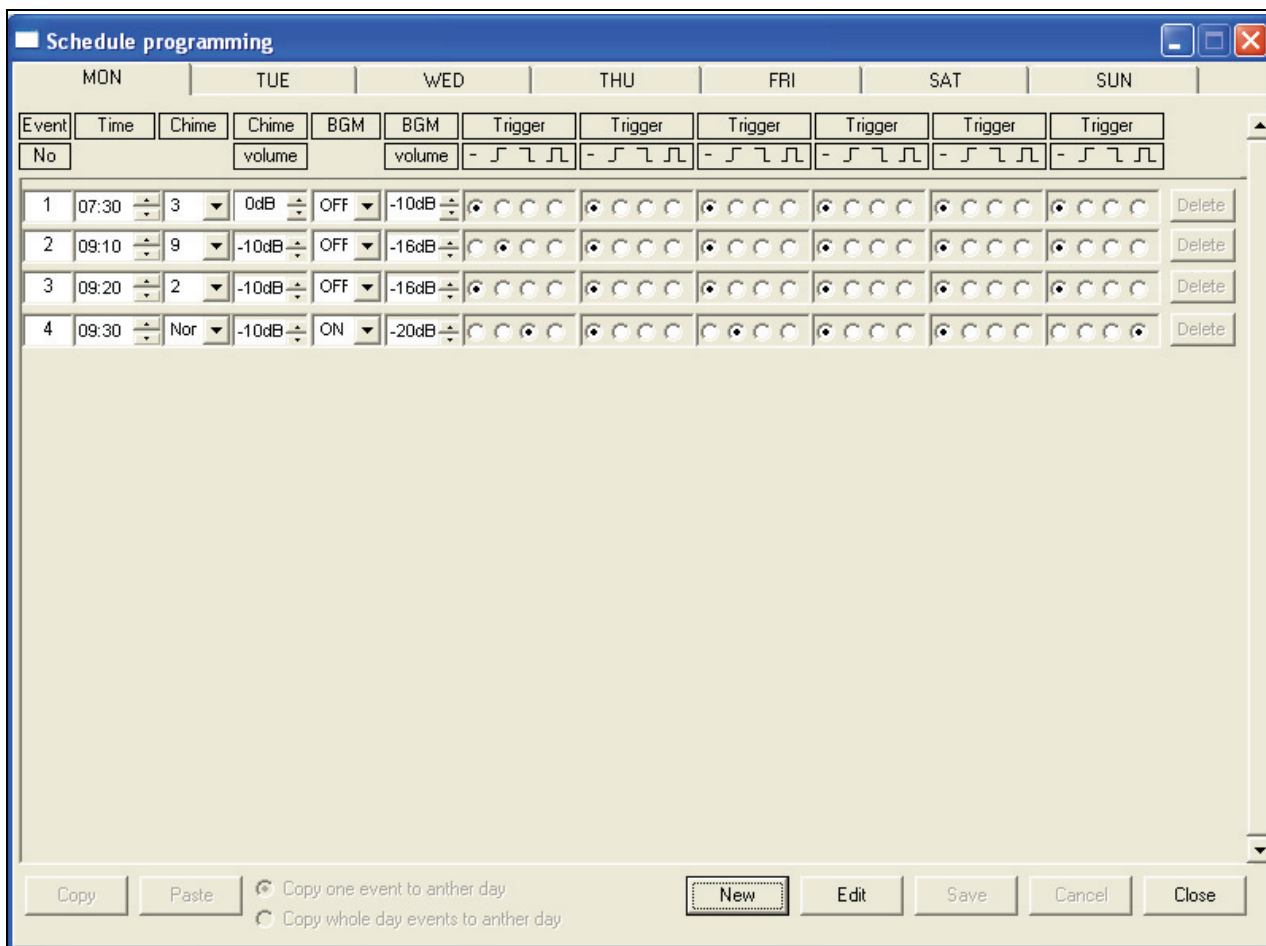 Schedule programming
MON TUE WED THU FRI SAT SUN
Event Time Chime Chime BGM BGM Trigger Trigger Trigger Trigger Trigger Trigger
No volume volume - - - - - -
1 07:30 3 0dB OFF -10dB Delete
2 09:10 9 -10dB OFF -16dB Delete
3 09:20 2 -10dB OFF -16dB Delete
4 09:30 Nor -10dB ON -20dB Delete
Copy Paste Copy one event to anther day New Edit Save Cancel Close
Copy whole day events to anther day